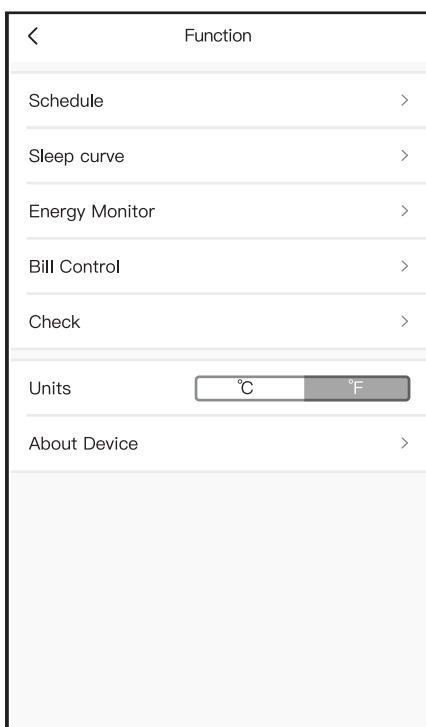 Function
Schedule
Sleep curve
Energy Monitor
Bill Control
Check
Units °C °F
About Device